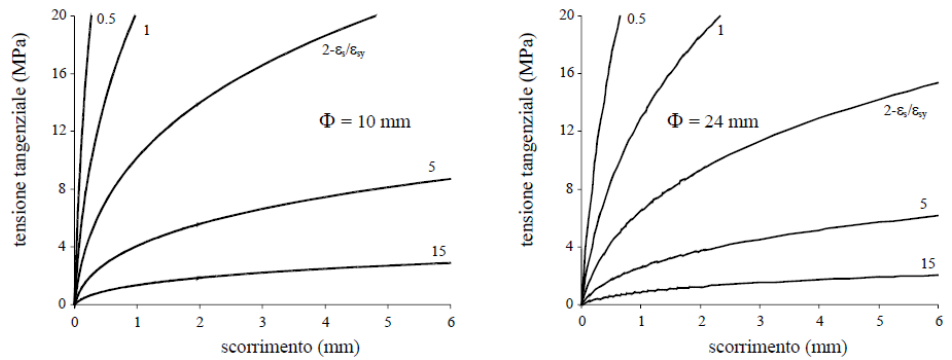 tensione tangenziale (MPa)
20
16
12
8
4
0
0.5
1
2-εs/εsy
Φ = 10 mm
5
15
0 1 2 3 4 5 6
scorrimento (mm)
tensione tangenziale (MPa)
20
16
12
8
4
0
0.5
1
2-εs/εsy
Φ = 24 mm
5
15
0 1 2 3 4 5 6
scorrimento (mm)